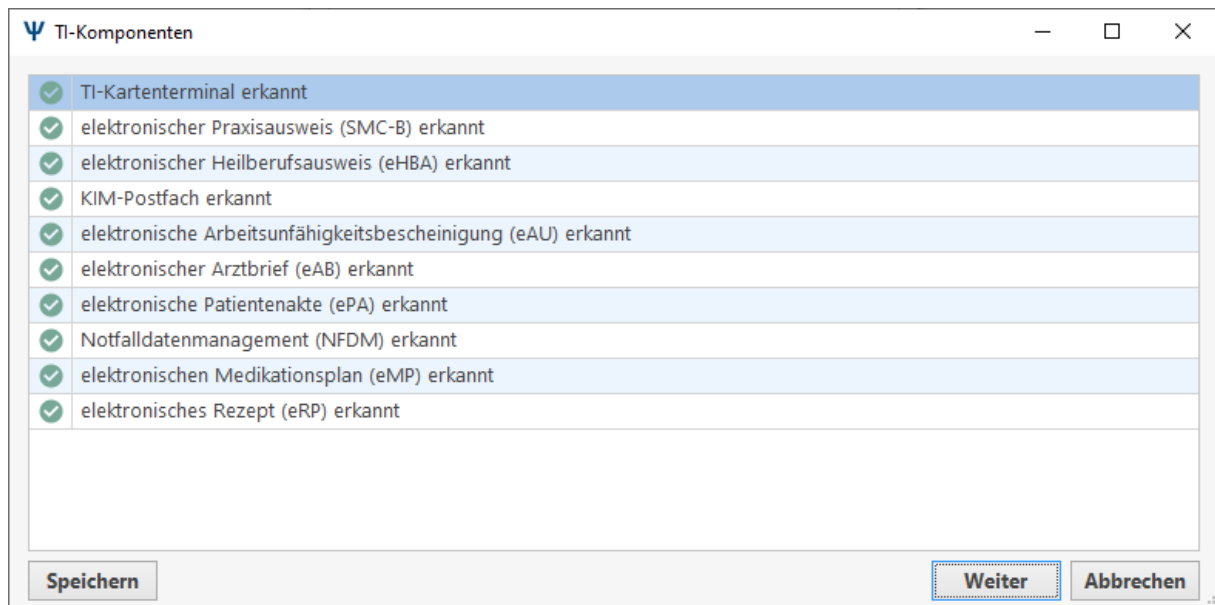 Ψ TI-Komponenten
TI-Kartenterminal erkannt
elektronischer Praxisausweis (SMC-B) erkannt
elektronischer Heilberufsausweis (eHBA) erkannt
KIM-Postfach erkannt
elektronische Arbeitsunfähigkeitsbescheinigung (eAU) erkannt
elektronischer Arztbrief (eAB) erkannt
elektronische Patientenakte (ePA) erkannt
Notfalldatenmanagement (NFDM) erkannt
elektronischen Medikationsplan (eMP) erkannt
elektronisches Rezept (eRP) erkannt
Speichern Weiter Abbrechen